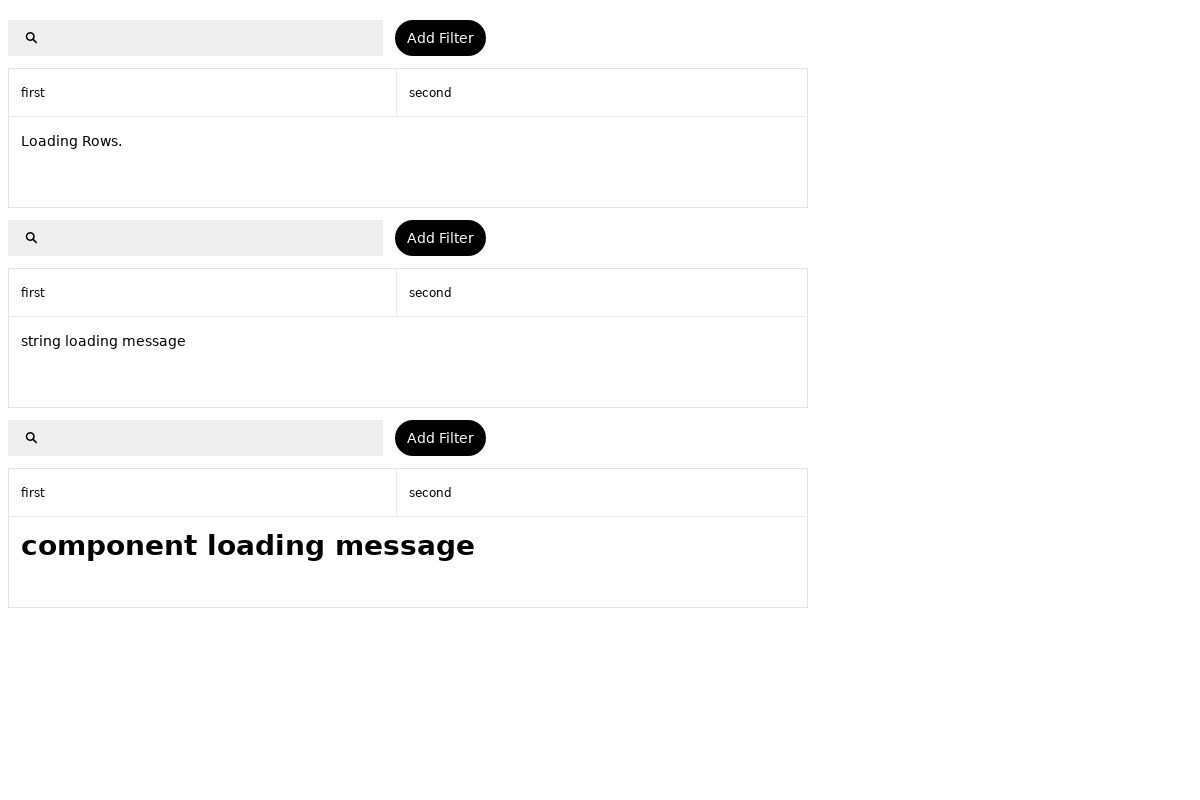 Add Filter
first second
Loading Rows.
Add Filter
first second
string loading message
Add Filter
first second
component loading message